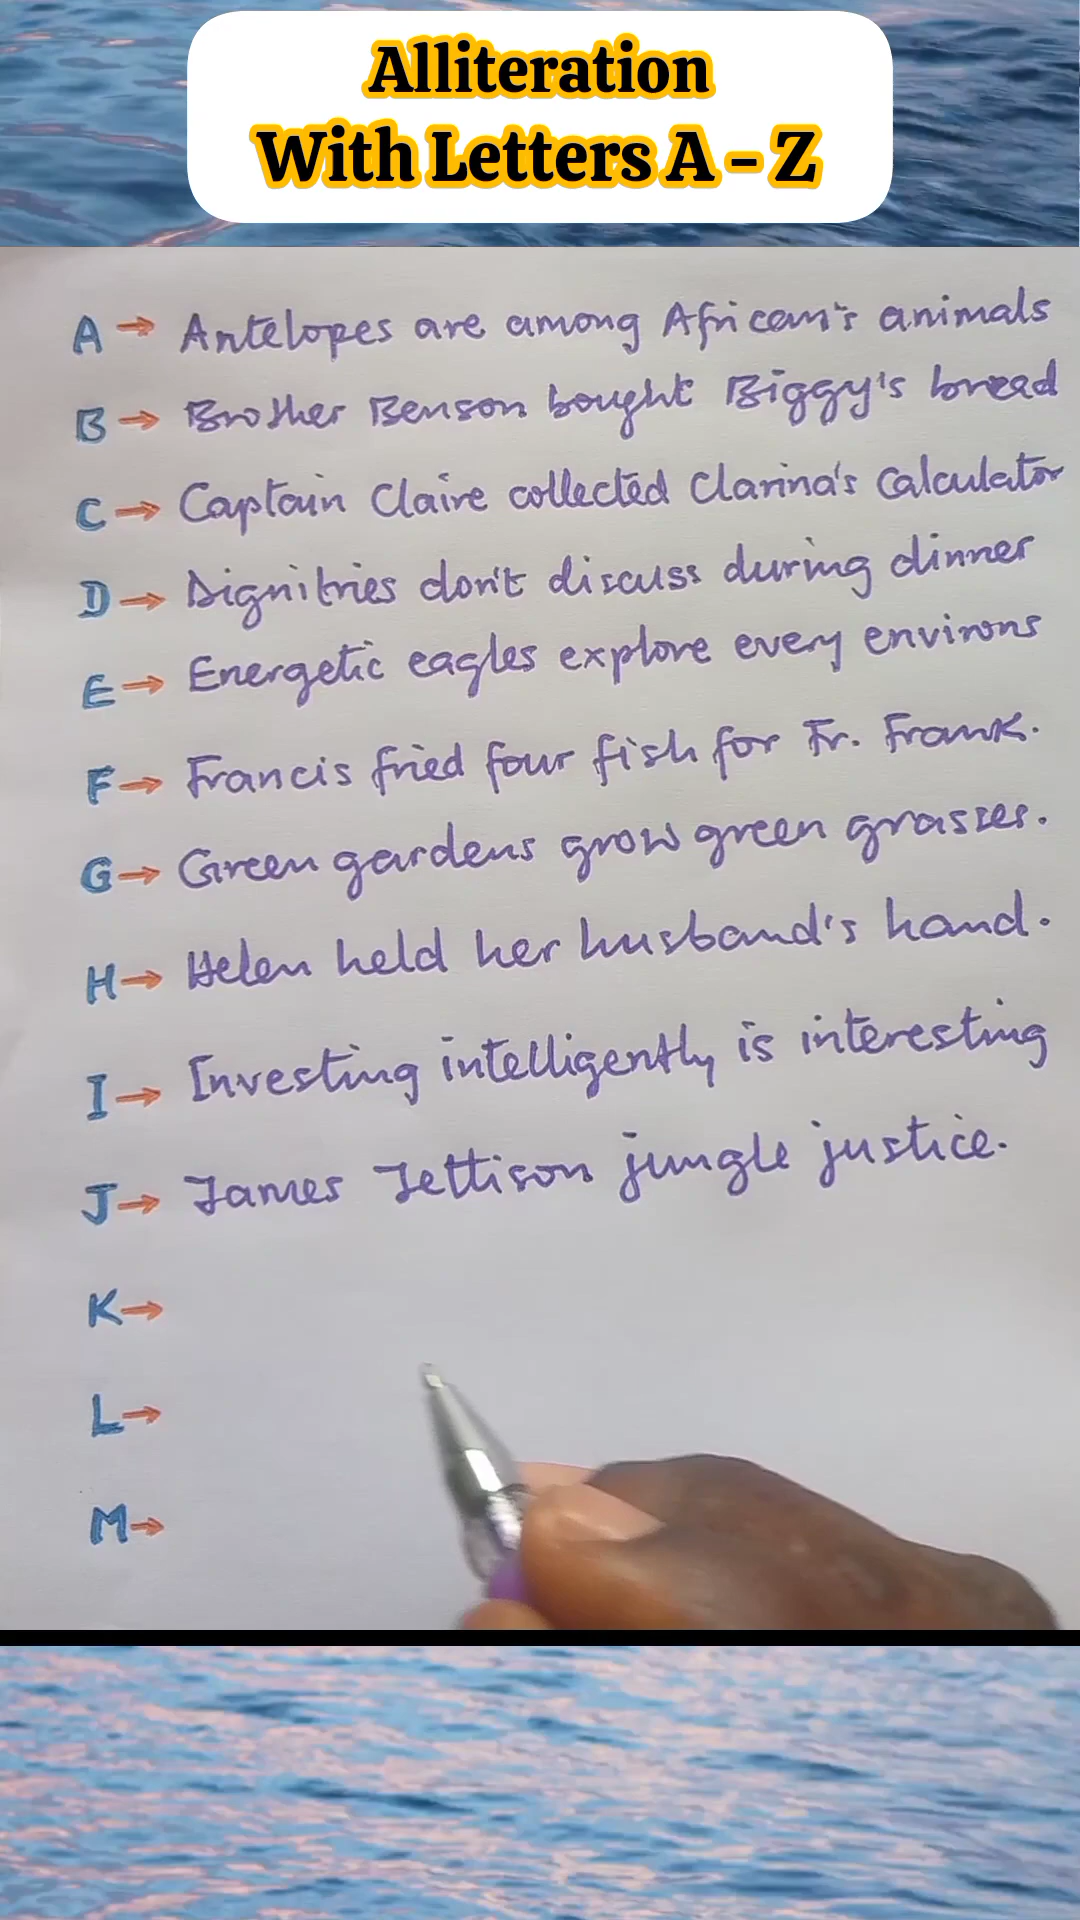 Alliteration
With Letters A - Z
A → Antelopes are among African's animals
B → Brother Benson bought Biggy's bread
C → Captain Claire collected Clarina's Calculator
D → Dignitries don't discuss during dinner
E → Energetic eagles explore every environs
F → Francis fried four fish for Fr. Frank.
G → Green gardens grow green grasses.
H → Helen held her husband's hand.
I → Investing intelligently is interesting
J → James Jettison jungle justice.
K →
L →
M →